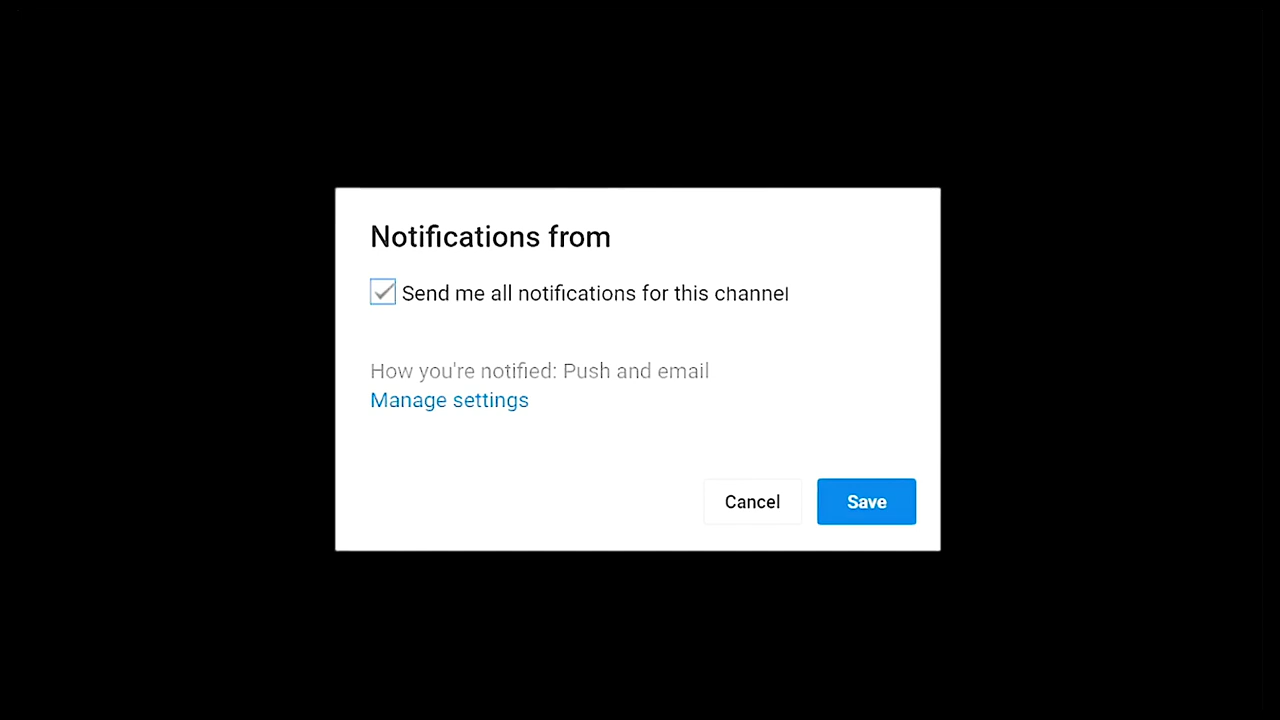 Notifications from
Send me all notifications for this channel
How you're notified: Push and email
Manage settings
Cancel
Save